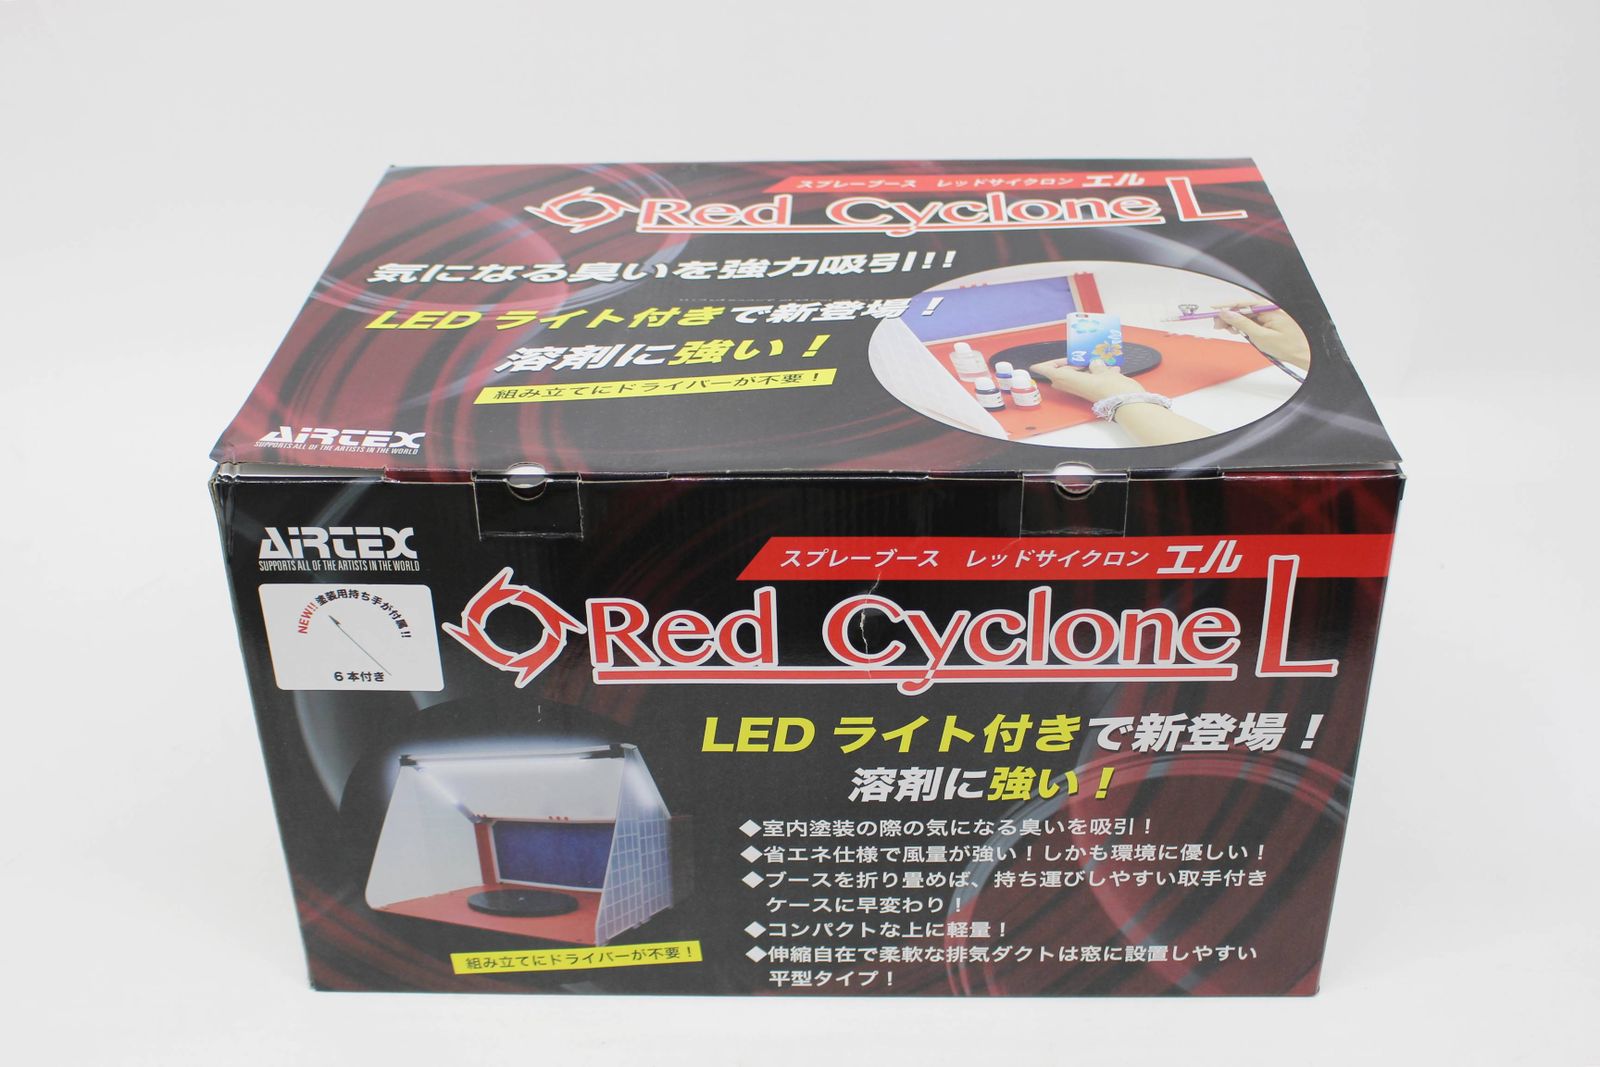 スプレーブース レッドサイクロン エル
Red Cyclone L
気になる臭いを強力吸引!!
LED ライト付きで新登場！
溶剤に強い！
組み立てにドライバーが不要！
AIRTEX
SUPPORTS ALL OF THE ARTISTS IN THE WORLD
AIRTEX
SUPPORTS ALL OF THE ARTISTS IN THE WORLD
NEW!! 塗装用持ち手が付属!!
6本付き
スプレーブース レッドサイクロン エル
Red Cyclone L
LED ライト付きで新登場！
溶剤に強い！
◆室内塗装の際の気になる臭いを吸引！
◆省エネ仕様で風量が強い！しかも環境に優しい！
◆ブースを折り畳めば、持ち運びしやすい取手付き
ケースに早変わり！
◆コンパクトな上に軽量！
◆伸縮自在で柔軟な排気ダクトは窓に設置しやすい
平型タイプ！
組み立てにドライバーが不要！